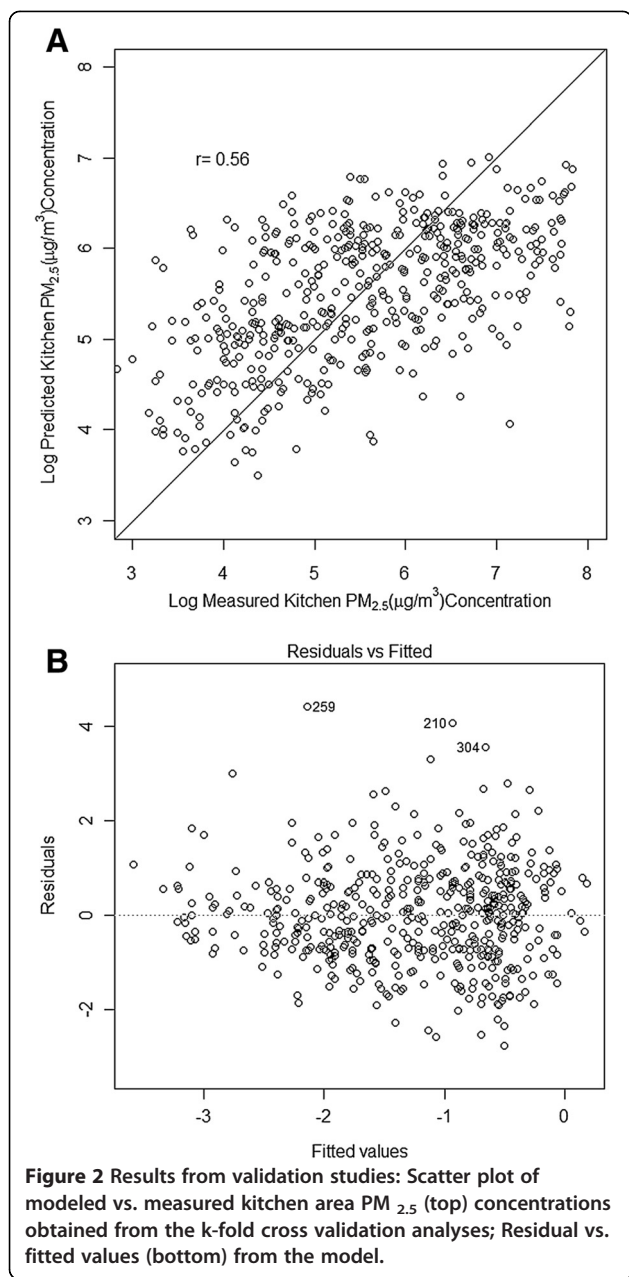 A
8
7
6
5
4
3
r= 0.56
Log Predicted Kitchen PM2.5(µg/m³)Concentration
3 4 5 6 7 8
Log Measured Kitchen PM2.5(µg/m³)Concentration
B
Residuals vs Fitted
4
2
0
-2
259
210
304
Residuals
-3 -2 -1 0
Fitted values
Figure 2 Results from validation studies: Scatter plot of
modeled vs. measured kitchen area PM 2.5 (top) concentrations
obtained from the k-fold cross validation analyses; Residual vs.
fitted values (bottom) from the model.